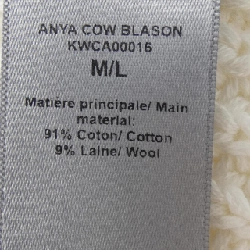 ANYA COW BLASON
KWCA00016
M/L
Matière principale/ Main
material:
91% Coton/ Cotton
9% Laine/ Wool